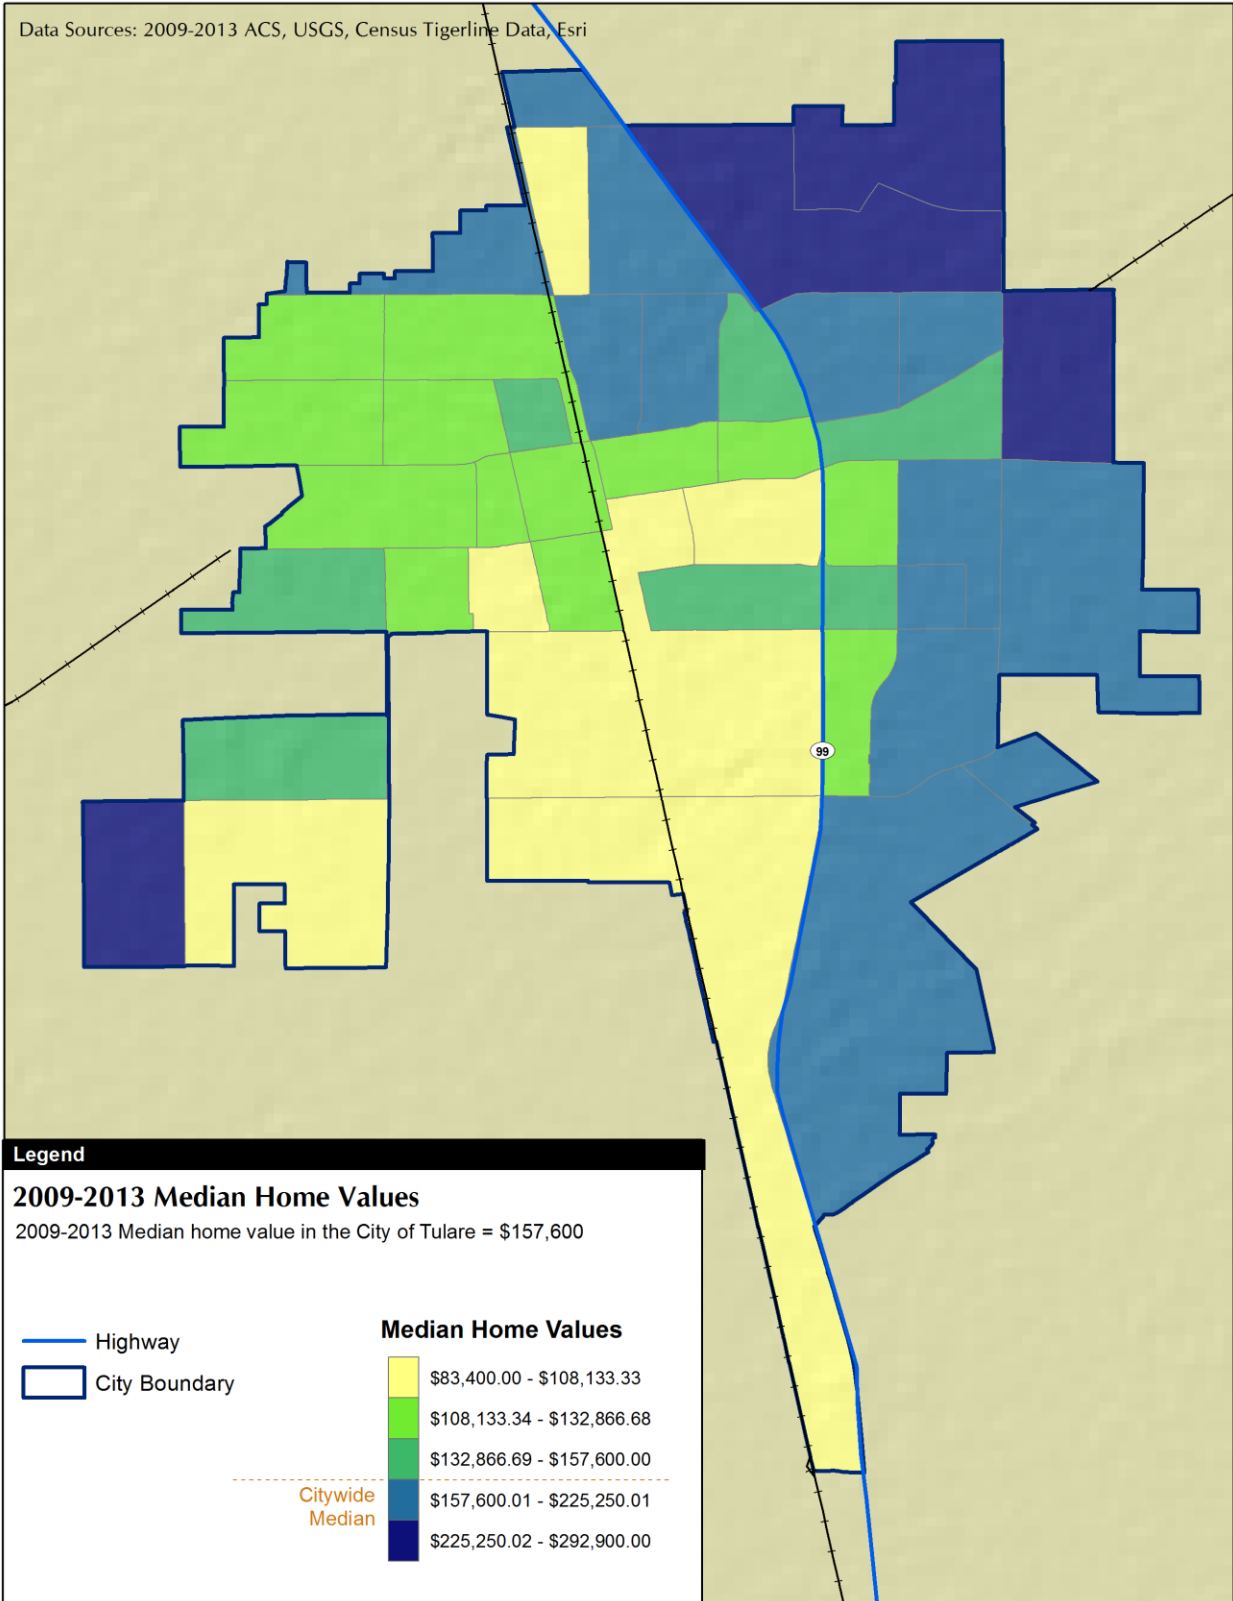 Data Sources: 2009-2013 ACS, USGS, Census Tigerline Data, Esri
99
Legend
2009-2013 Median Home Values
2009-2013 Median home value in the City of Tulare = $157,600
Highway
City Boundary
Median Home Values
$83,400.00 - $108,133.33
$108,133.34 - $132,866.68
$132,866.69 - $157,600.00
Citywide
Median
$157,600.01 - $225,250.01
$225,250.02 - $292,900.00